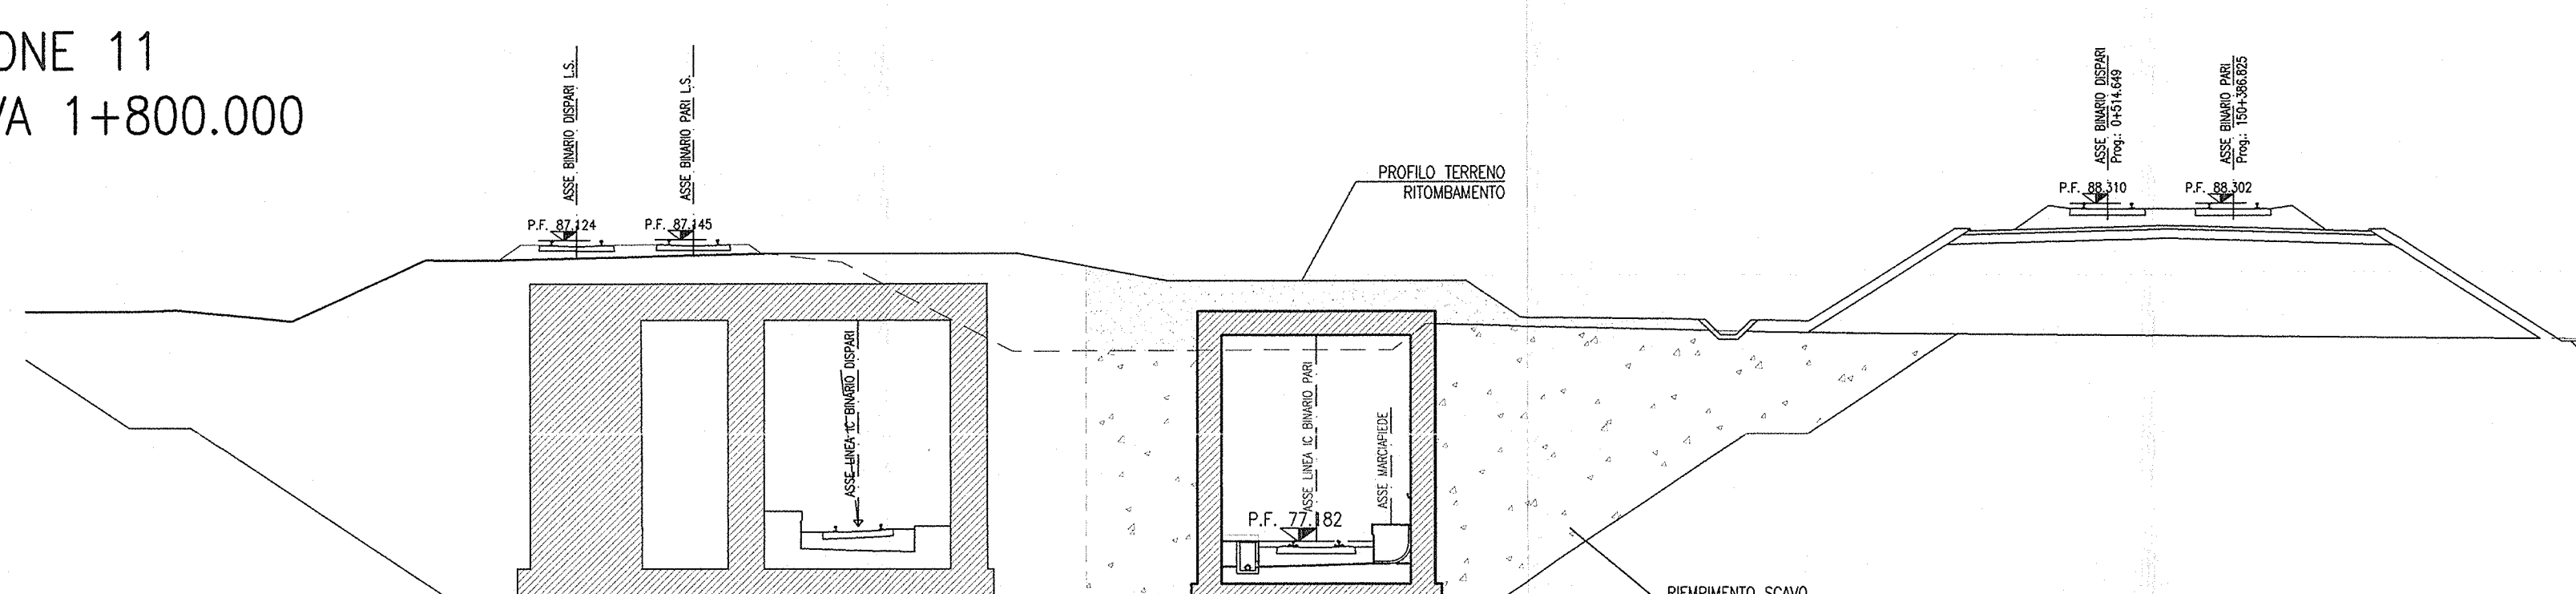 ONE 11
VA 1+800.000
ASSE BINARIO DISPARI L.S.
ASSE BINARIO PARI L.S.
P.F. 87.124
P.F. 87.145
PROFILO TERRENO
RITOMBAMENTO
ASSE BINARIO DISPARI
Prog.: 0+514.649
ASSE BINARIO PARI
Prog.: 150+386.825
P.F. 88.310
P.F. 88.302
ASSE LINEA IC BINARIO DISPARI
ASSE LINEA IC BINARIO PARI
ASSE MARCIAPIEDE
P.F. 77.182
RIEMPIMENTO SCAVO